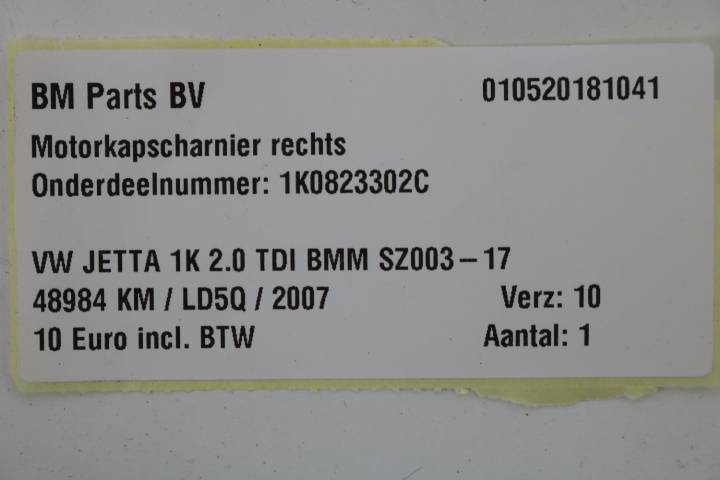 BM Parts BV 010520181041
Motorkapscharnier rechts
Onderdeelnummer: 1K0823302C
VW JETTA 1K 2.0 TDI BMM SZ003-17
48984 KM / LD5Q / 2007 Verz: 10
10 Euro incl. BTW Aantal: 1